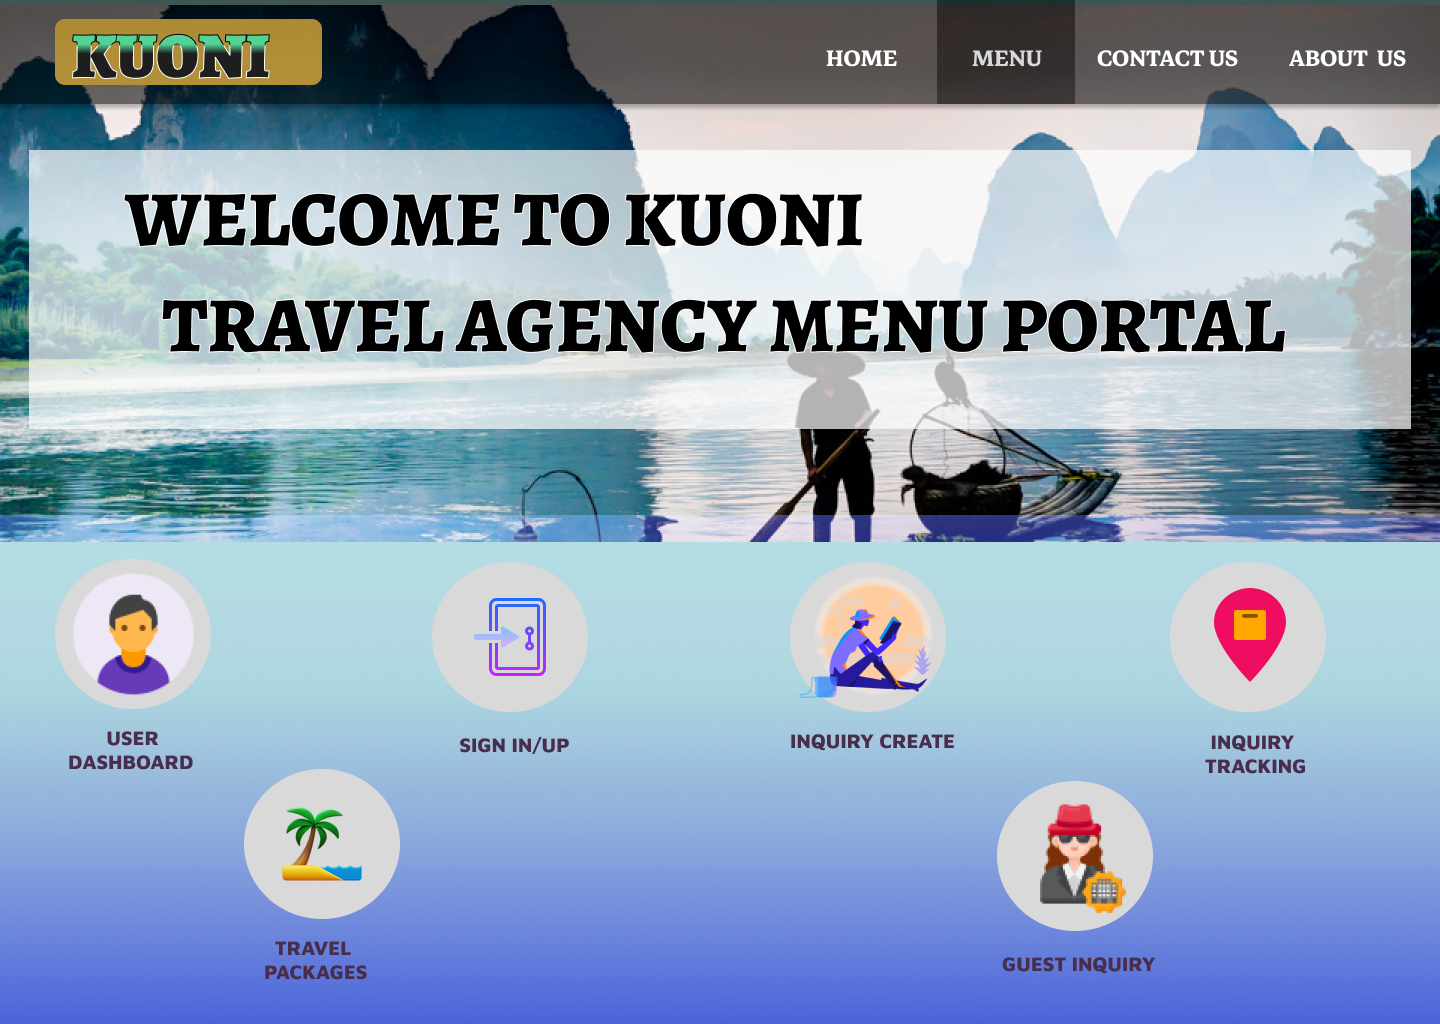 KUONI
HOME MENU CONTACT US ABOUT US
WELCOME TO KUONI
TRAVEL AGENCY MENU PORTAL
USER
DASHBOARD
SIGN IN/UP
INQUIRY CREATE
INQUIRY
TRACKING
TRAVEL
PACKAGES
GUEST INQUIRY